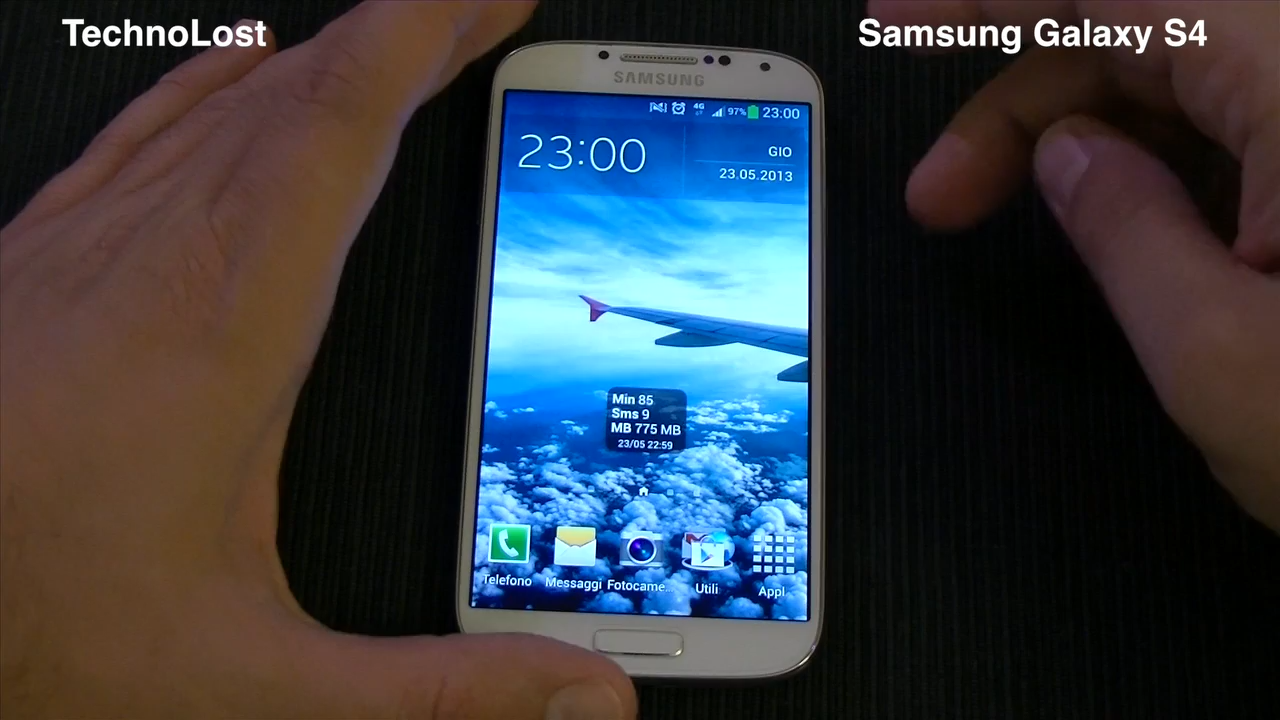 TechnoLost
Samsung Galaxy S4
SAMSUNG
4G 97% 23:00
23:00
GIO
23.05.2013
Min 85
Sms 9
MB 775 MB
23/05 22:59
Telefono Messaggi Fotocame... Utili Appl